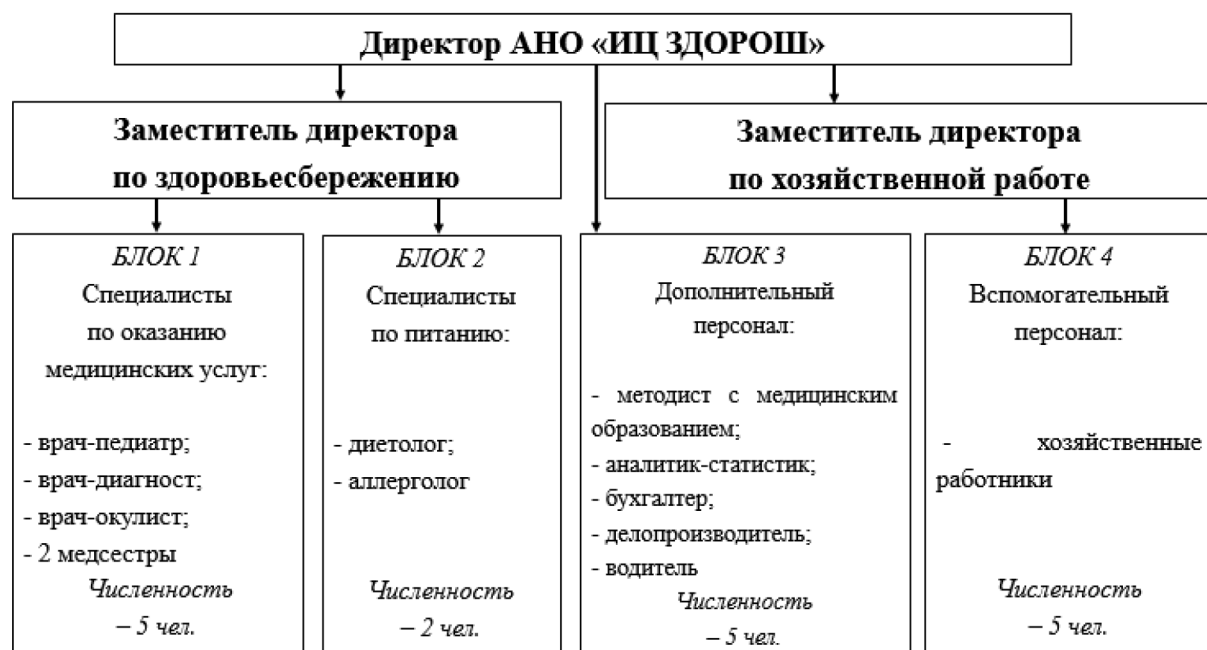 Директор АНО «ИЦ ЗДОРОШ»
Заместитель директора
по здоровьесбережению
Заместитель директора
по хозяйственной работе
БЛОК 1
Специалисты
по оказанию
медицинских услуг:
- врач-педиатр;
- врач-диагност;
- врач-окулист;
- 2 медсестры
Численность
– 5 чел.
БЛОК 2
Специалисты
по питанию:
- диетолог;
- аллерголог
Численность
– 2 чел.
БЛОК 3
Дополнительный
персонал:
- методист с медицинским
образованием;
- аналитик-статистик;
- бухгалтер;
- делопроизводитель;
- водитель
Численность
– 5 чел.
БЛОК 4
Вспомогательный
персонал:
- хозяйственные
работники
Численность
– 5 чел.